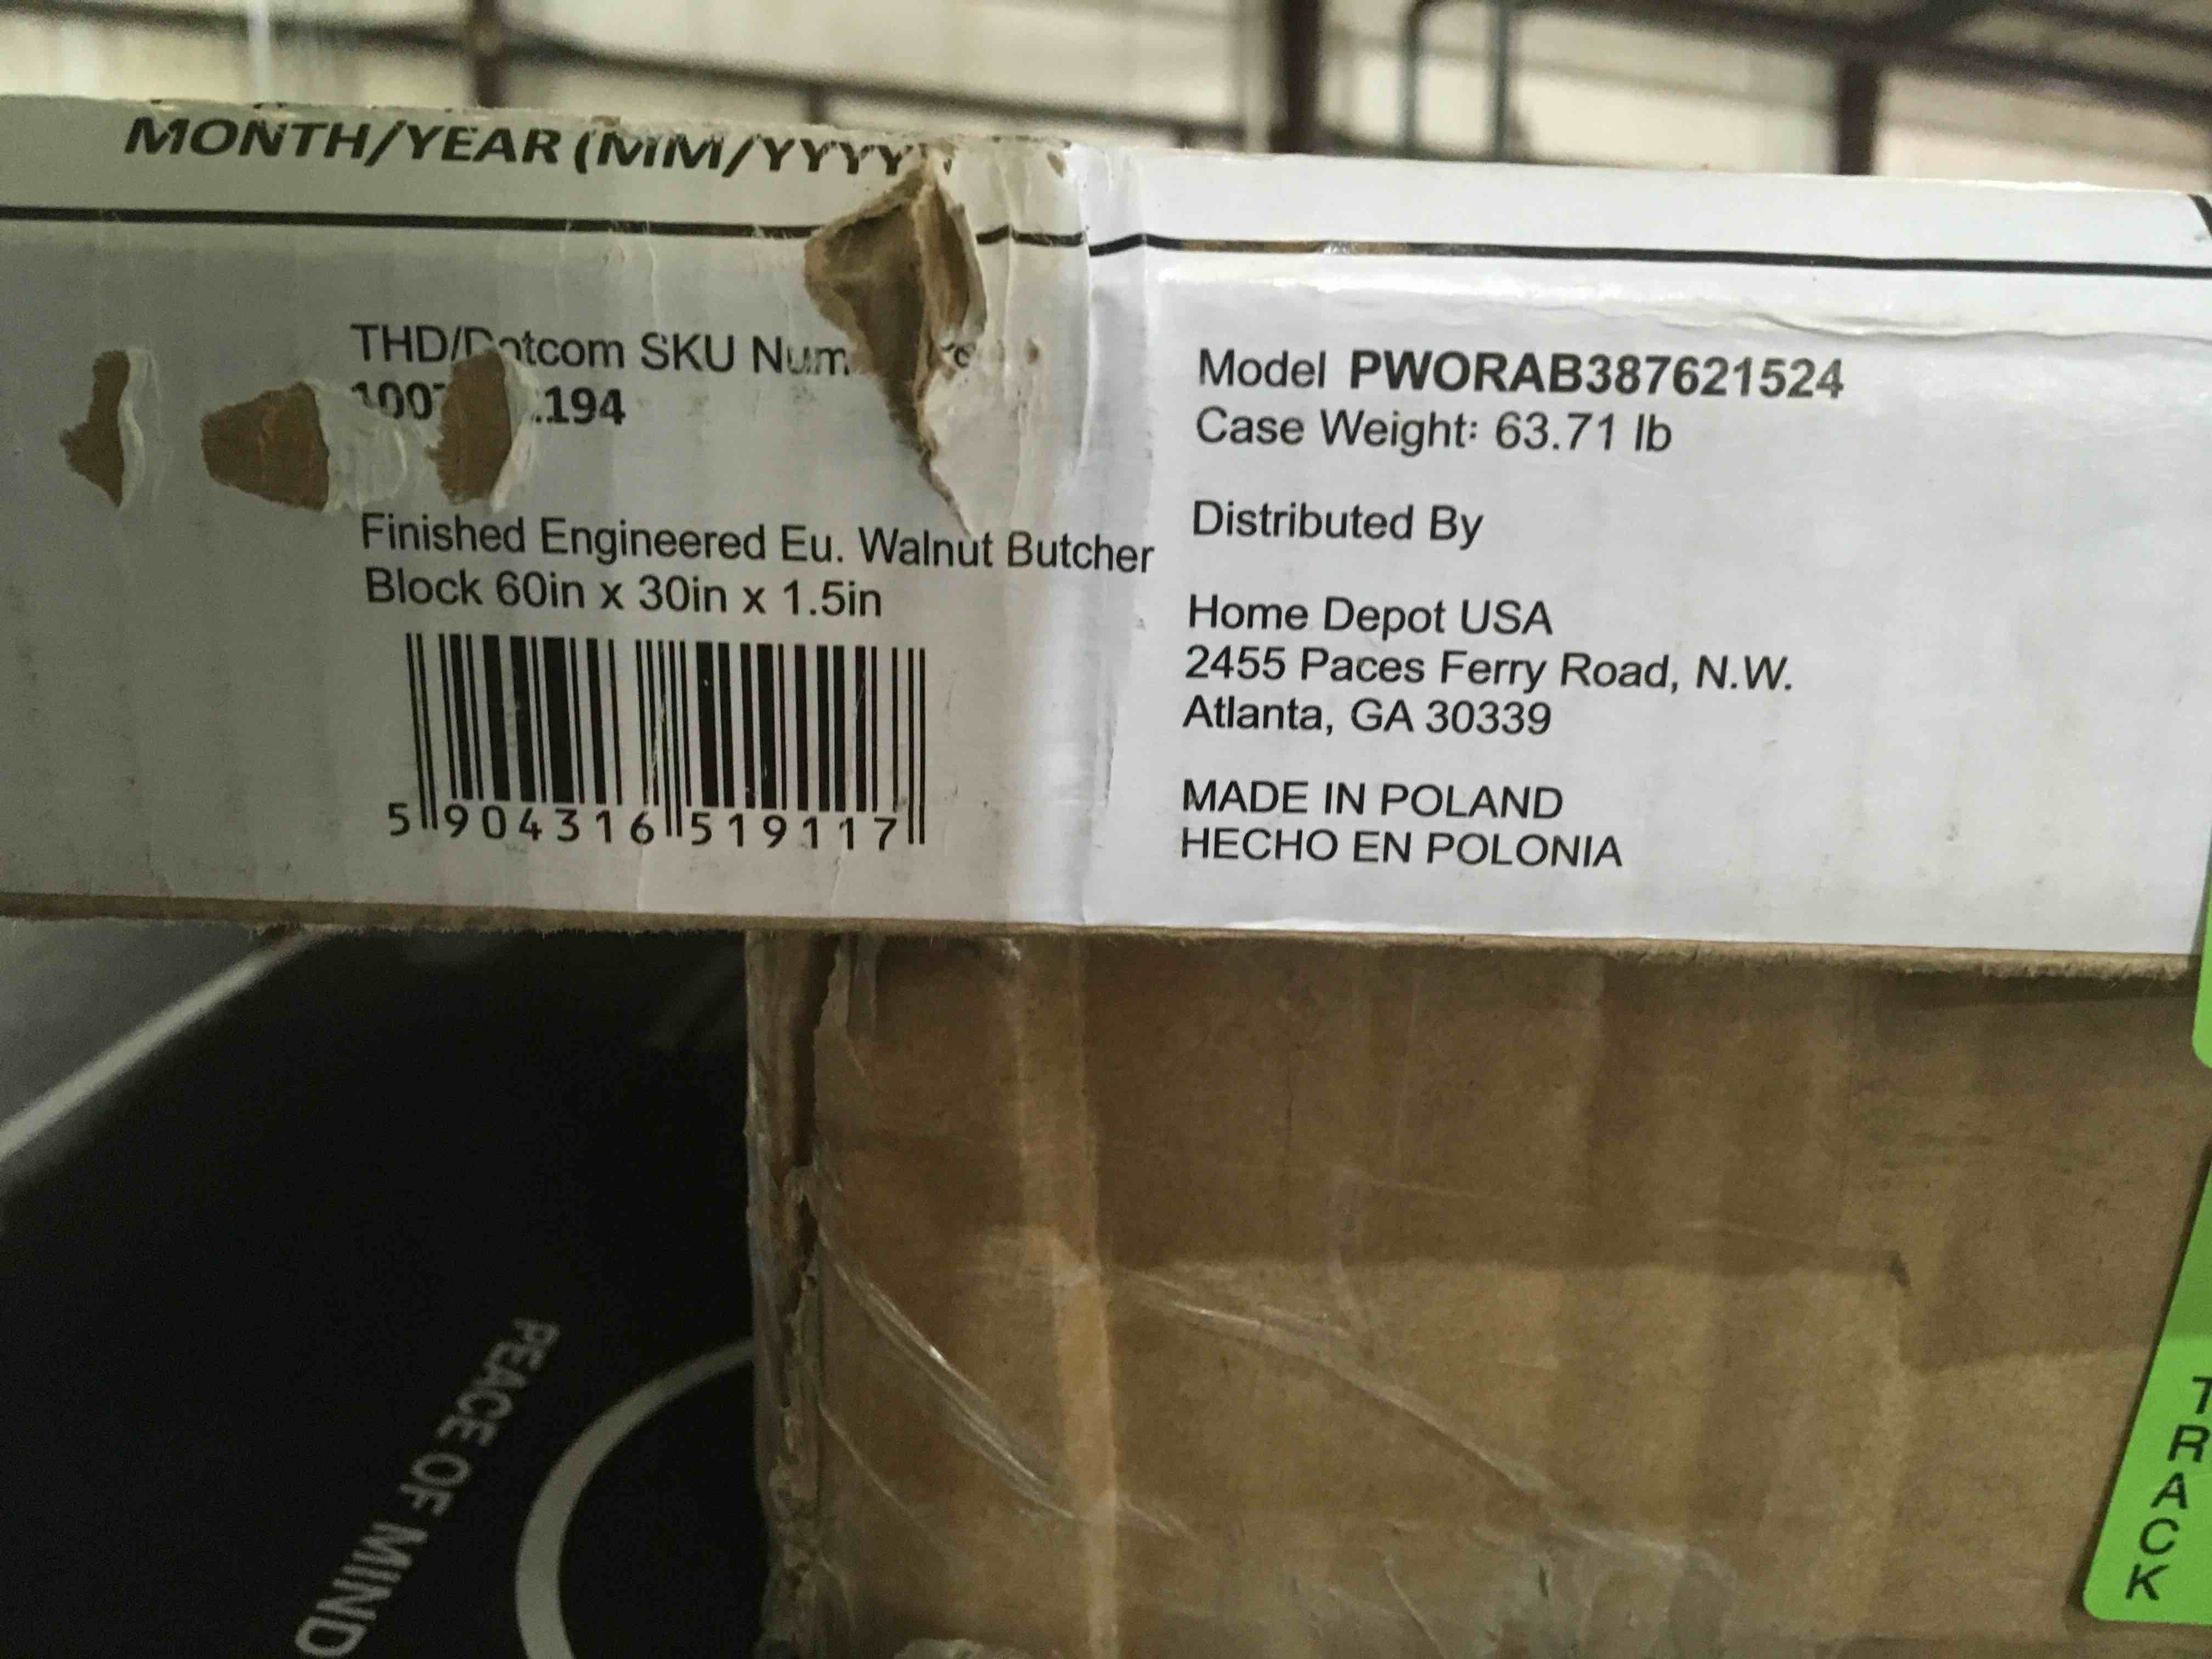 MONTH/YEAR (MM/YYYY)
THD/Dotcom SKU
Finished Engineered Eu. Walnut Butcher
Block 60in x 30in x 1.5in
5 904316 519117
Model PWORAB387621524
Case Weight: 63.71 lb
Distributed By
Home Depot USA
2455 Paces Ferry Road, N.W.
Atlanta, GA 30339
MADE IN POLAND
HECHO EN POLONIA
PEACE OF MIND
TRACK